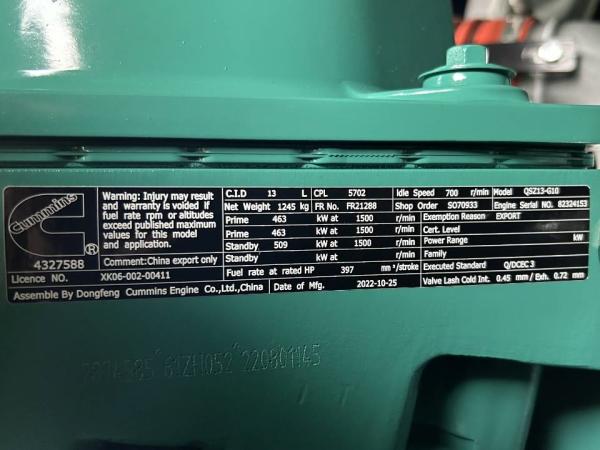 Cummins
®
4327588
Warning: Injury may result
and warranty is voided if
fuel rate rpm or altitudes
exceed published maximum
values for this model
and application.
Comment:China export only
Licence NO. XK06-002-00411
Assemble By Dongfeng Cummins Engine Co.,Ltd.,China
C.I.D 13 L CPL 5702 Idle Speed 700 r/min Model QSZ13-G10
Net Weight 1245 kg FR No. FR21288 Shop Order SO70933 Engine Serial NO. 82324153
Prime 463 kW at 1500 r/min Exemption Reason EXPORT
Prime 463 kW at 1500 r/min Cert. Level
Standby 509 kW at 1500 r/min Power Range kW
Standby kW at r/min Family
Fuel rate at rated HP 397 mm³/stroke Executed Standard Q/DCEC 3
Date of Mfg. 2022-10-25 Valve Lash Cold Int. 0.45 mm / Exh. 0.72 mm
61ZH052 220801145